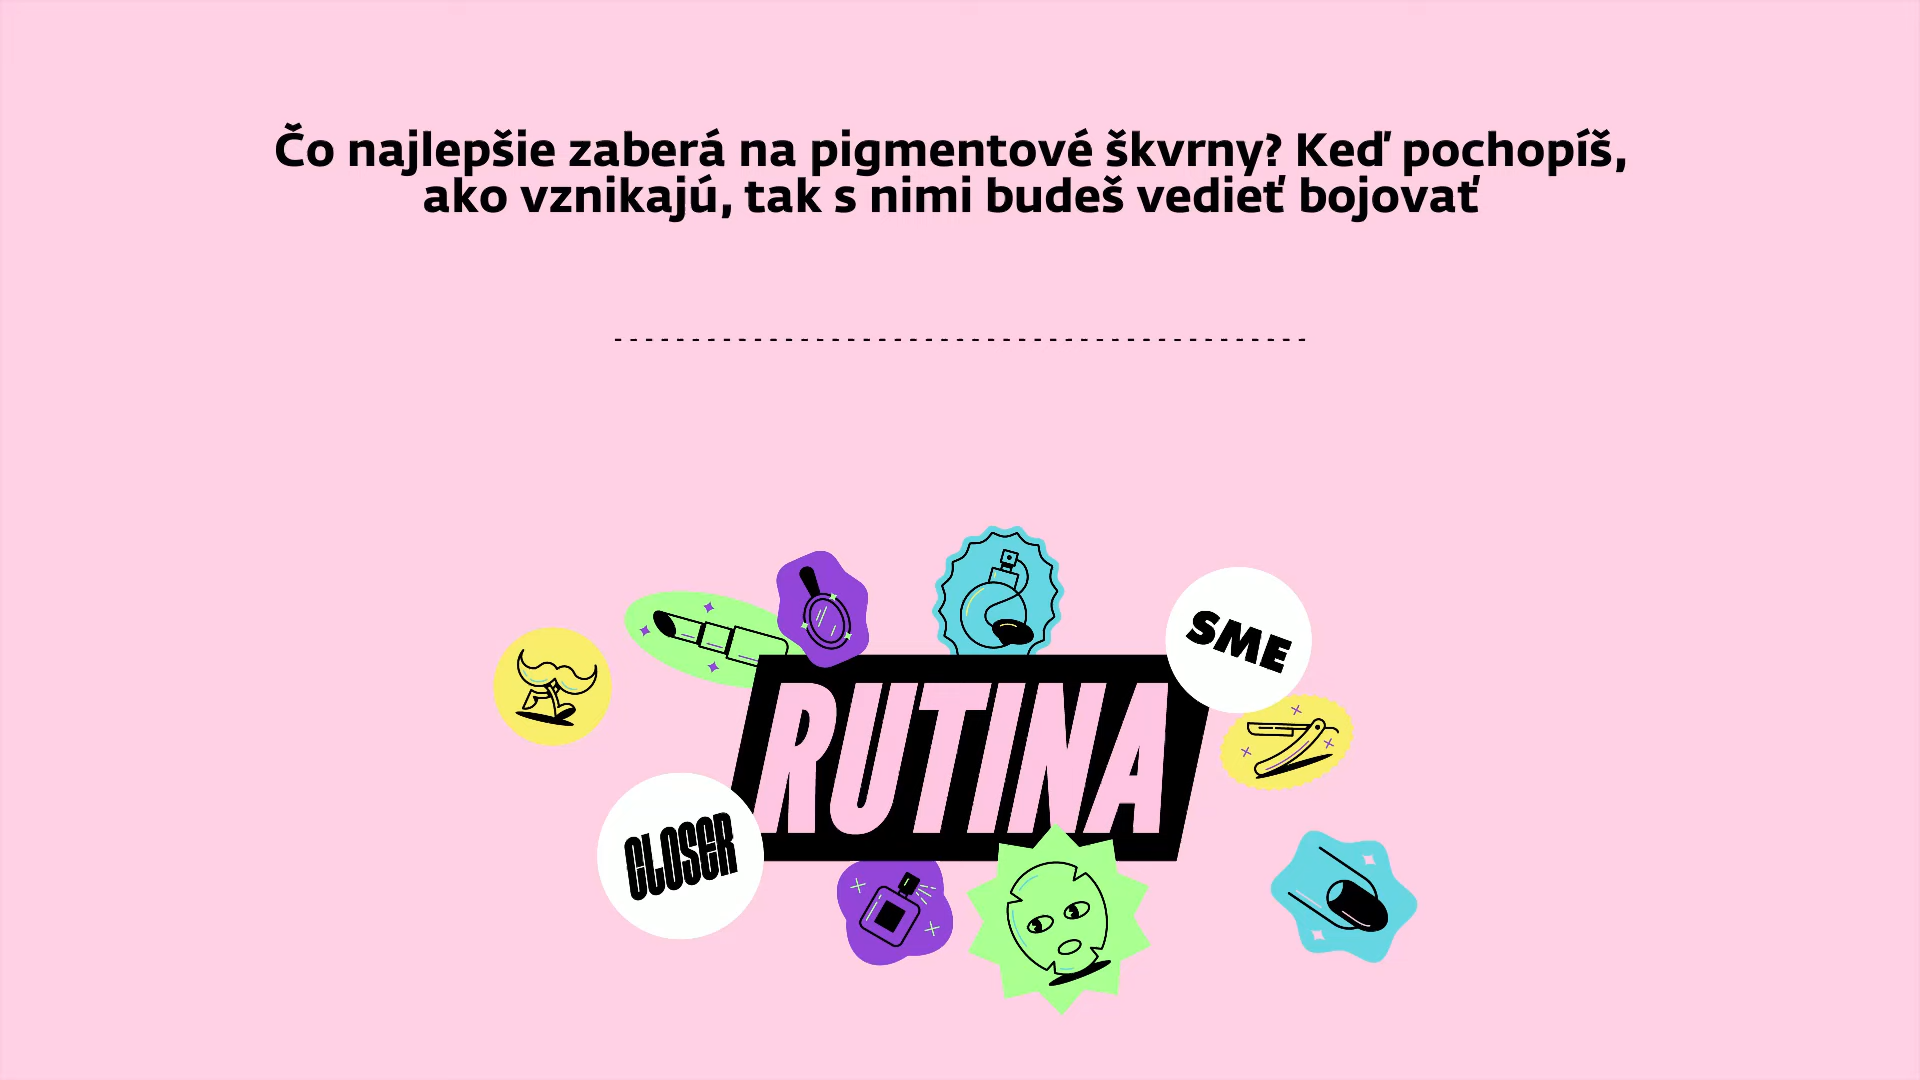 Čo najlepšie zaberá na pigmentové škvrny? Keď pochopíš,
ako vznikajú, tak s nimi budeš vedieť bojovať
SME
RUTINA
CLOSER